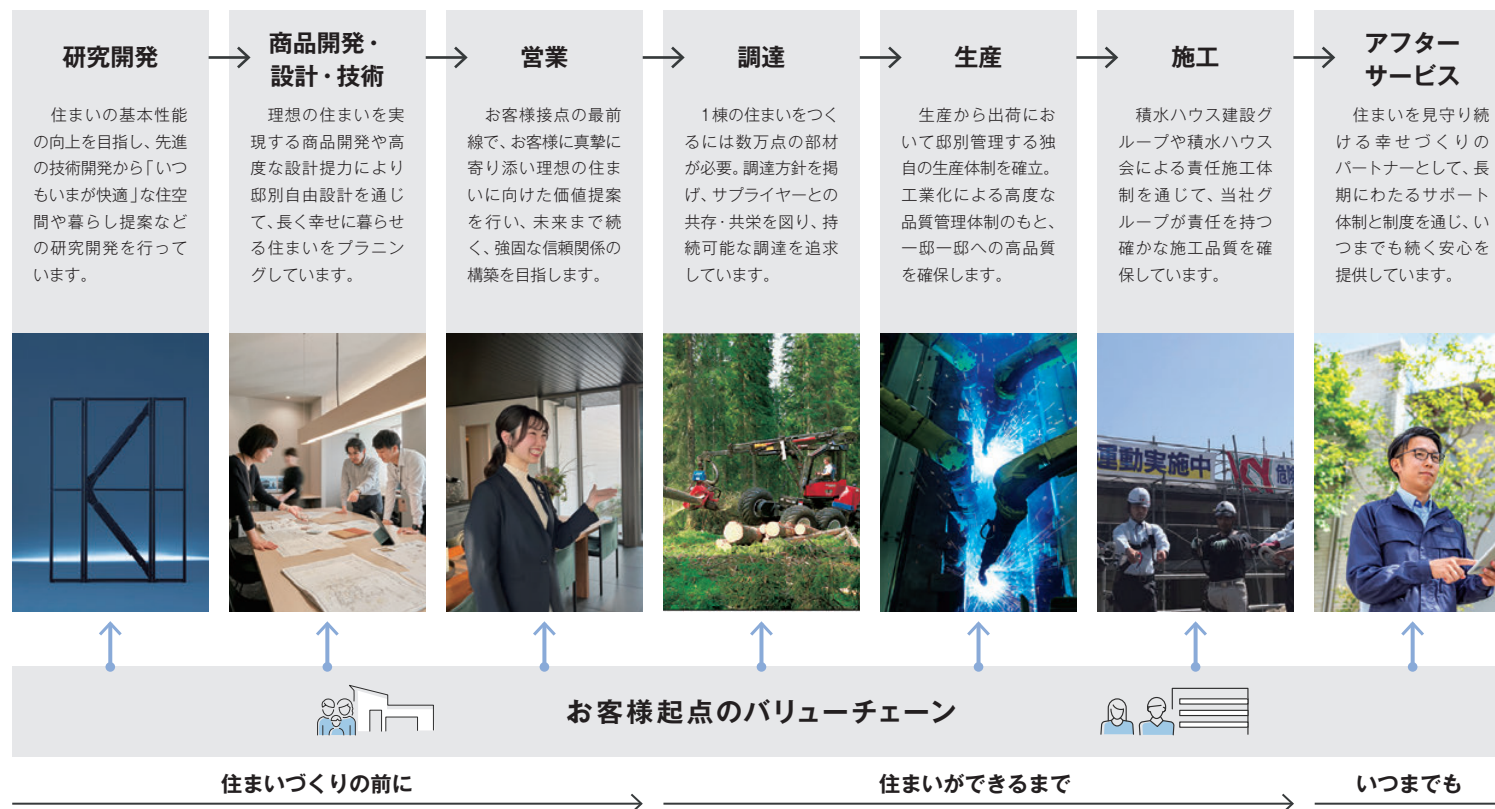 研究開発
住まいの基本性能
の向上を目指し、先進
の技術開発から「いつ
もいまが快適」な住空
間や暮らし提案など
の研究開発を行って
います。
商品開発・
設計・技術
理想の住まいを実
現する商品開発や高
度な設計提力により
邸別自由設計を通じ
て、長く幸せに暮らせ
る住まいをプラニン
グしています。
営業
お客様接点の最前
線で、お客様に真摯に
寄り添い理想の住ま
いに向けた価値提案
を行い、未来まで続
く、強固な信頼関係の
構築を目指します。
調達
1棟の住まいをつく
るには数万点の部材
が必要。調達方針を掲
げ、サプライヤーとの
共存・共栄を図り、持
続可能な調達を追求
しています。
生産
生産から出荷にお
いて邸別管理する独
自の生産体制を確立。
工業化による高度な
品質管理体制のもと、
一邸一邸への高品質
を確保します。
施工
積水ハウス建設グ
ループや積水ハウス
会による責任施工体
制を通じて、当社グ
ループが責任を持つ
確かな施工品質を確
保しています。
アフター
サービス
住まいを見守り続
ける幸せづくりの
パートナーとして、長
期にわたるサポート
体制と制度を通じ、い
つまでも続く安心を
提供しています。
運動実施中 KY 危険
お客様起点のバリューチェーン
住まいづくりの前に
住まいができるまで
いつまでも